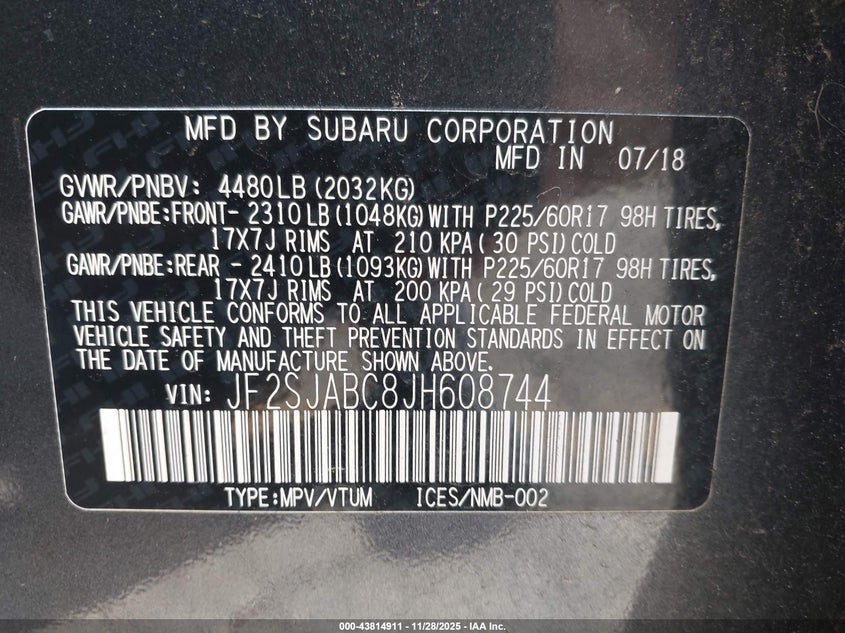 MFD BY SUBARU CORPORATION
MFD IN 07/18
GVWR/PNBV: 4480LB (2032KG)
GAWR/PNBE:FRONT- 2310LB (1048KG) WITH P225/60R17 98H TIRES,
17X7J RIMS AT 210 KPA( 30 PSI)COLD
GAWR/PNBE:REAR - 2410LB (1093KG) WITH P225/60R17 98H TIRES,
17X7J RIMS AT 200 KPA( 29 PSI)COLD
THIS VEHICLE CONFORMS TO ALL APPLICABLE FEDERAL MOTOR
VEHICLE SAFETY AND THEFT PREVENTION STANDARDS IN EFFECT ON
THE DATE OF MANUFACTURE SHOWN ABOVE.
VIN: JF2SJABC8JH608744
TYPE:MPV/VTUM ICES/NMB-002
000-43814911 - 11/28/2025 - IAA Inc.